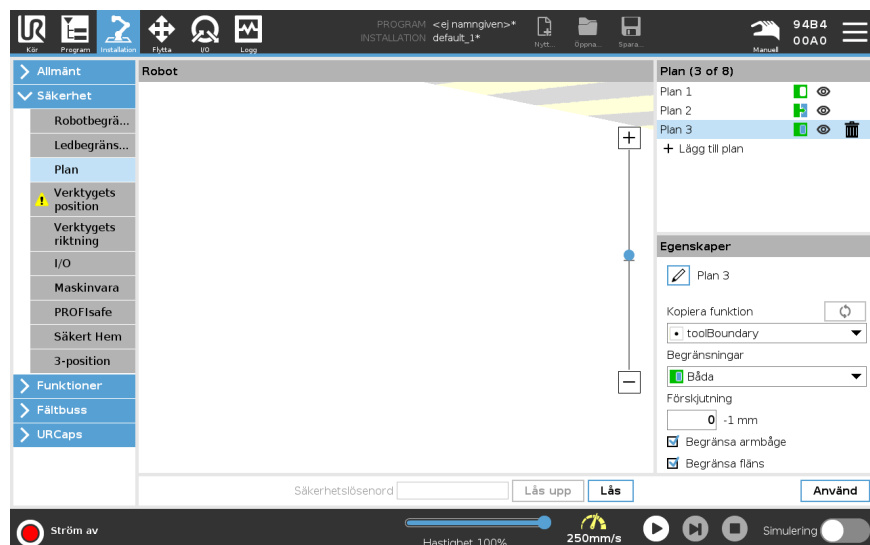 PROGRAM <ej namngiven>*
INSTALLATION default_1*
Kör
Program
Installation
Flytta
I/O
Logg
Nytt...
Öppna...
Spara...
Manuell
94B4
00A0
Allmänt
Säkerhet
Robotbegrä...
Ledbegräns...
Plan
Verktygets
position
Verktygets
riktning
I/O
Maskinvara
PROFIsafe
Säkert Hem
3-position
Funktioner
Fältbuss
URCaps
Robot
Plan (3 of 8)
Plan 1
Plan 2
Plan 3
Lägg till plan
Egenskaper
Plan 3
Kopiera funktion
toolBoundary
Begränsningar
Båda
Förskjutning
0 -1 mm
Begränsa armbåge
Begränsa fläns
Säkerhetslösenord
Lås upp
Lås
Använd
Ström av
Hastighet 100%
250mm/s
Simulering